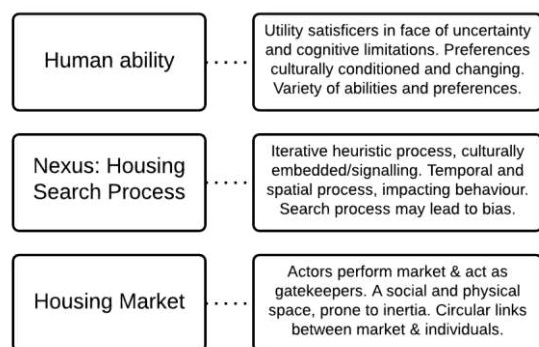 Human ability
Utility satisficers in face of uncertainty
and cognitive limitations. Preferences
culturally conditioned and changing.
Variety of abilities and preferences.
Nexus: Housing
Search Process
Iterative heuristic process, culturally
embedded/signalling. Temporal and
spatial process, impacting behaviour.
Search process may lead to bias.
Housing Market
Actors perform market & act as
gatekeepers. A social and physical
space, prone to inertia. Circular links
between market & individuals.